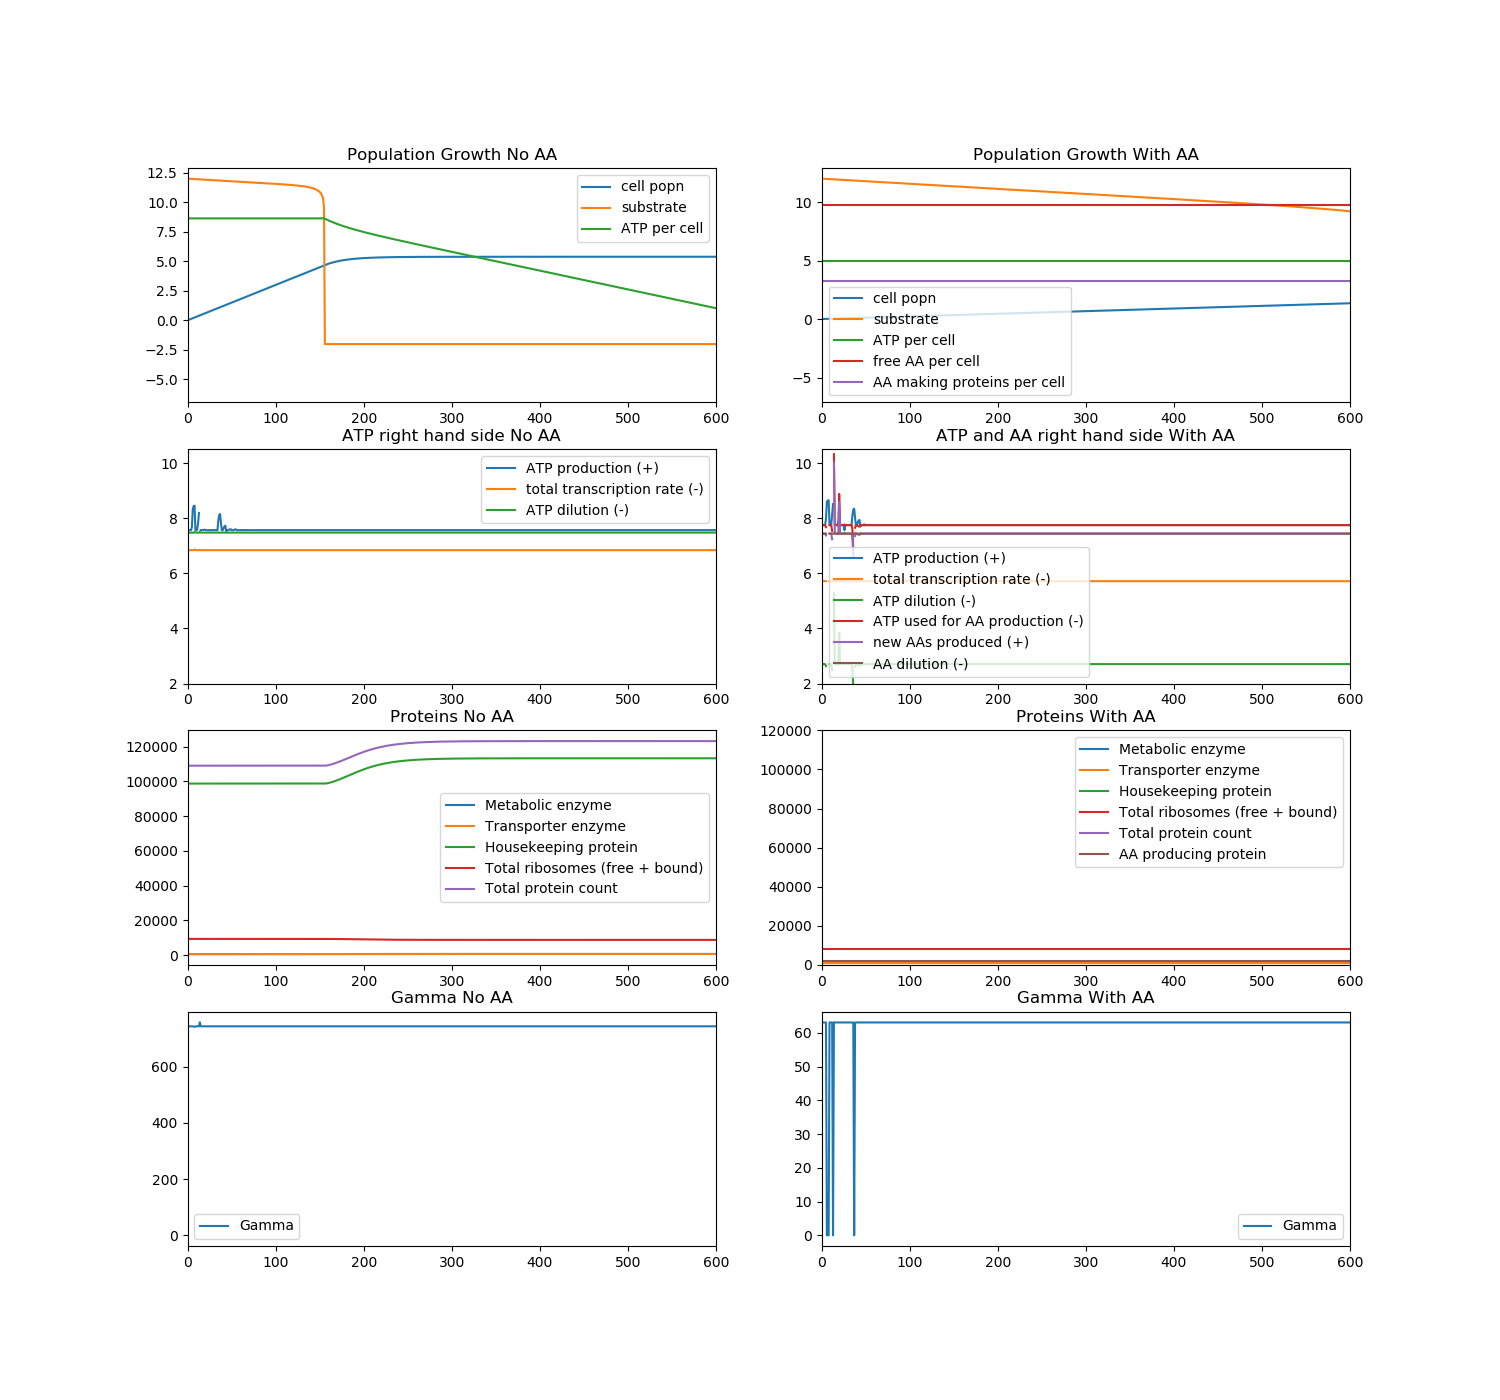 Population Growth No AA
12.5
10.0
7.5
5.0
2.5
0.0
−2.5
−5.0
cell popn
substrate
ATP per cell
0 100 200 300 400 500 600
Population Growth With AA
10
5
0
−5
cell popn
substrate
ATP per cell
free AA per cell
AA making proteins per cell
0 100 200 300 400 500 600
ATP right hand side No AA
10
8
6
4
2
ATP production (+)
total transcription rate (-)
ATP dilution (-)
0 100 200 300 400 500 600
ATP and AA right hand side With AA
10
8
6
4
2
ATP production (+)
total transcription rate (-)
ATP dilution (-)
ATP used for AA production (-)
new AAs produced (+)
AA dilution (-)
0 100 200 300 400 500 600
Proteins No AA
120000
100000
80000
60000
40000
20000
0
Metabolic enzyme
Transporter enzyme
Housekeeping protein
Total ribosomes (free + bound)
Total protein count
0 100 200 300 400 500 600
Proteins With AA
120000
100000
80000
60000
40000
20000
0
Metabolic enzyme
Transporter enzyme
Housekeeping protein
Total ribosomes (free + bound)
Total protein count
AA producing protein
0 100 200 300 400 500 600
Gamma No AA
600
400
200
0
Gamma
0 100 200 300 400 500 600
Gamma With AA
60
50
40
30
20
10
0
Gamma
0 100 200 300 400 500 600